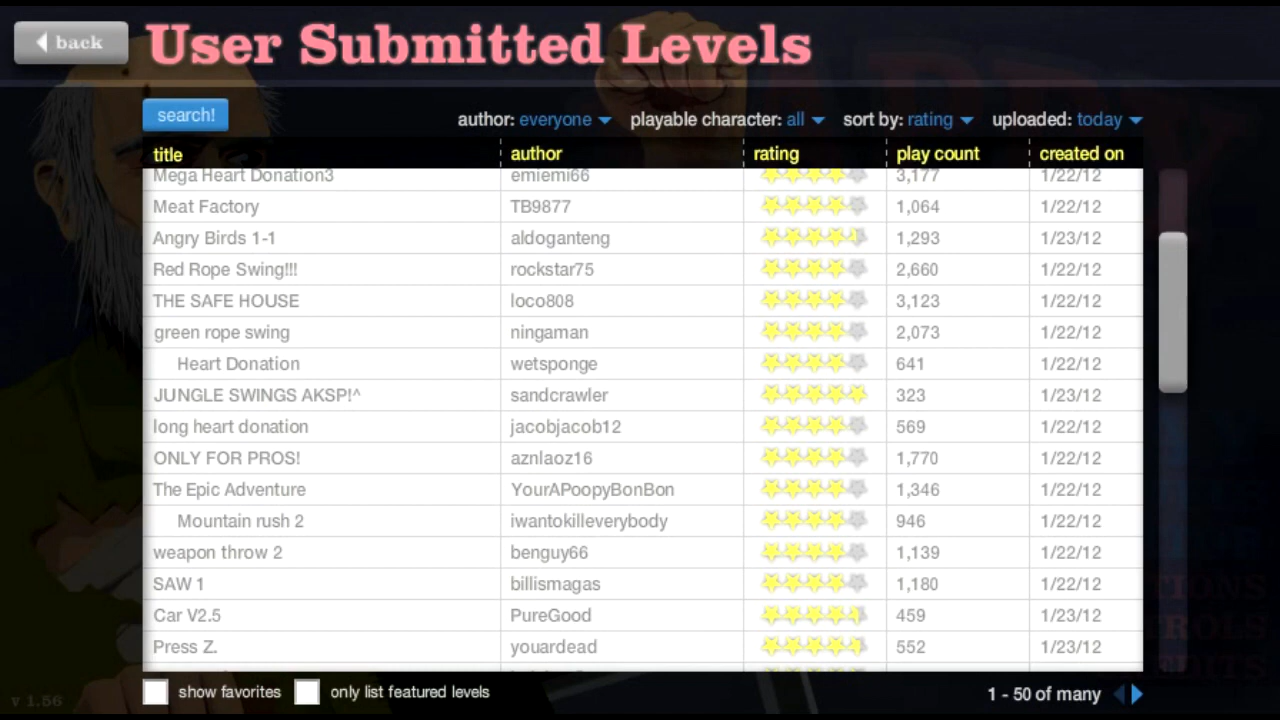 back
User Submitted Levels
search!
author: everyone playable character: all sort by: rating uploaded: today
title author rating play count created on
Mega Heart Donation3 emiemi66 3,177 1/22/12
Meat Factory TB9877 1,064 1/22/12
Angry Birds 1-1 aldoganteng 1,293 1/23/12
Red Rope Swing!!! rockstar75 2,660 1/22/12
THE SAFE HOUSE loco808 3,123 1/22/12
green rope swing ningaman 2,073 1/22/12
Heart Donation wetsponge 641 1/22/12
JUNGLE SWINGS AKSP!^ sandcrawler 323 1/23/12
long heart donation jacobjacob12 569 1/22/12
ONLY FOR PROS! aznlaoz16 1,770 1/22/12
The Epic Adventure YourAPoopyBonBon 1,346 1/22/12
Mountain rush 2 iwantokilleverybody 946 1/22/12
weapon throw 2 benguy66 1,139 1/22/12
SAW 1 billismagas 1,180 1/22/12
Car V2.5 PureGood 459 1/23/12
Press Z. youardead 552 1/22/12
show favorites only list featured levels 1 - 50 of many
v 1.56